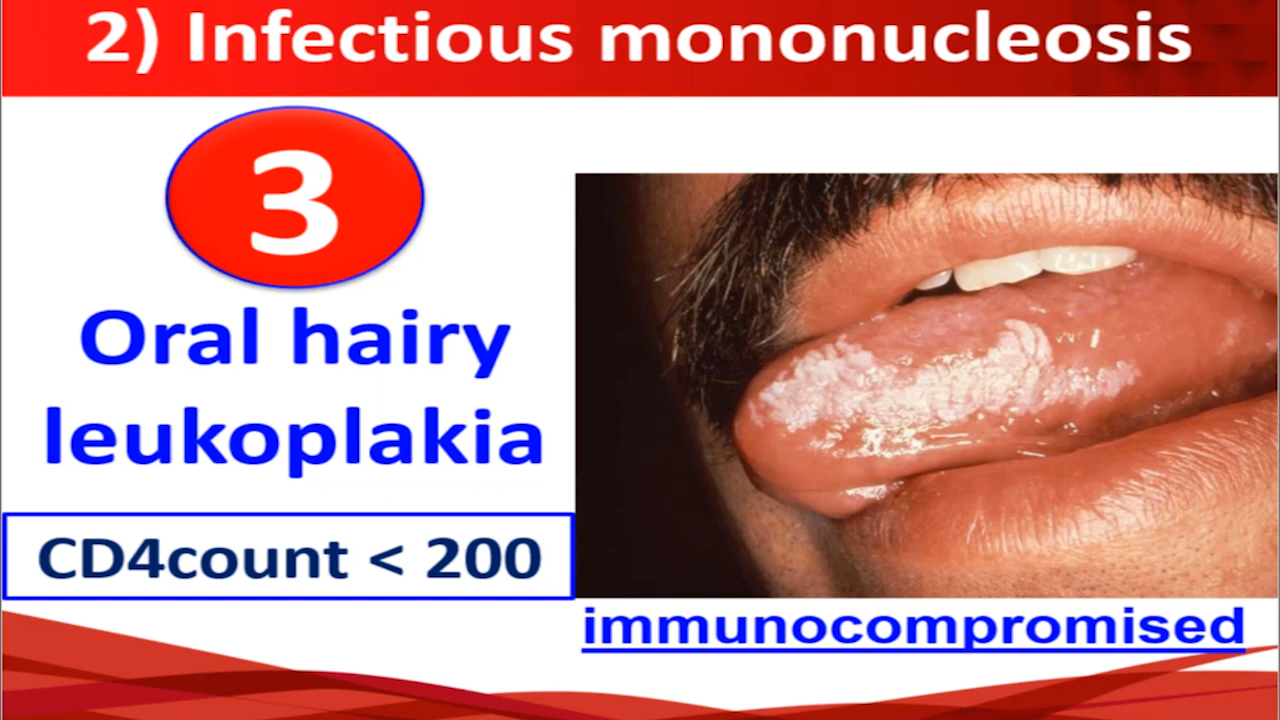 2) Infectious mononucleosis
3
Oral hairy
leukoplakia
CD4count < 200
immunocompromised